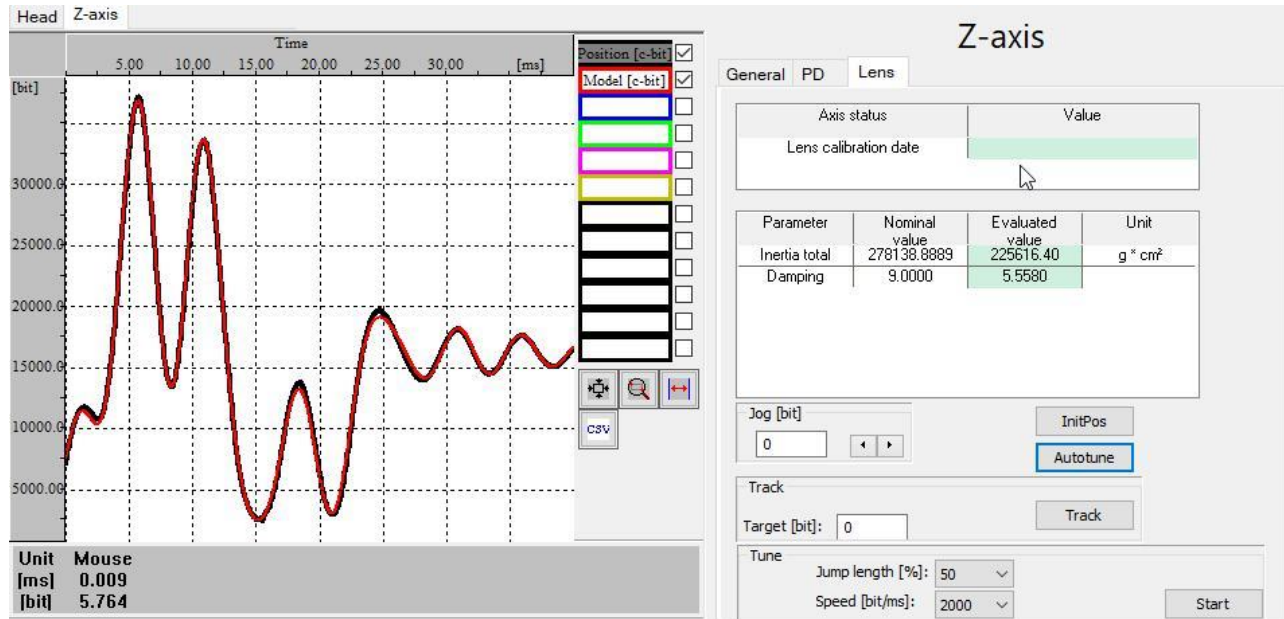 Head Z-axis
Time
5.00 10.00 15.00 20.00 25.00 30.00 [ms]
[bit]
30000.0
25000.0
20000.0
15000.0
10000.0
5000.00
Position [c-bit]
Model [c-bit]
CSV
Unit Mouse
[ms] 0.009
[bit] 5.764
Z-axis
General PD Lens
Axis status Value
Lens calibration date
Parameter Nominal value Evaluated value Unit
Inertia total 278138.8889 225616.40 g * cm²
Damping 9.0000 5.5580
Jog [bit]
0
InitPos
Autotune
Track
Target [bit]: 0
Track
Tune
Jump length [%]: 50
Speed [bit/ms]: 2000
Start